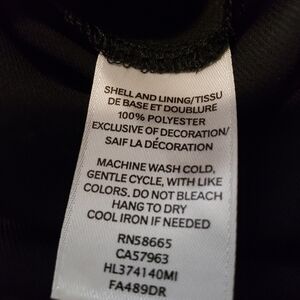 SHELL AND LINING/TISSU
DE BASE ET DOUBLURE
100% POLYESTER
EXCLUSIVE OF DECORATION/
SAIF LA DÉCORATION
MACHINE WASH COLD,
GENTLE CYCLE, WITH LIKE
COLORS. DO NOT BLEACH
HANG TO DRY
COOL IRON IF NEEDED
RN58665
CA57963
HL374140MI
FA489DR